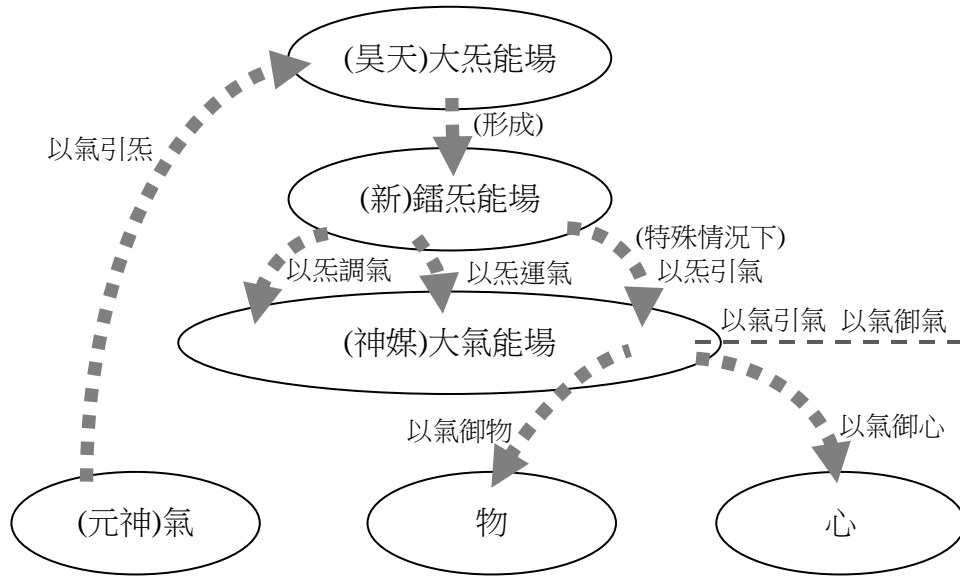 (昊天)大炁能場
(形成)
以氣引炁
(新)鐳炁能場
(特殊情況下)
以炁調氣
以炁運氣
以炁引氣
以氣引氣 以氣御氣
(神媒)大氣能場
以氣御物
以氣御心
(元神)氣
物
心